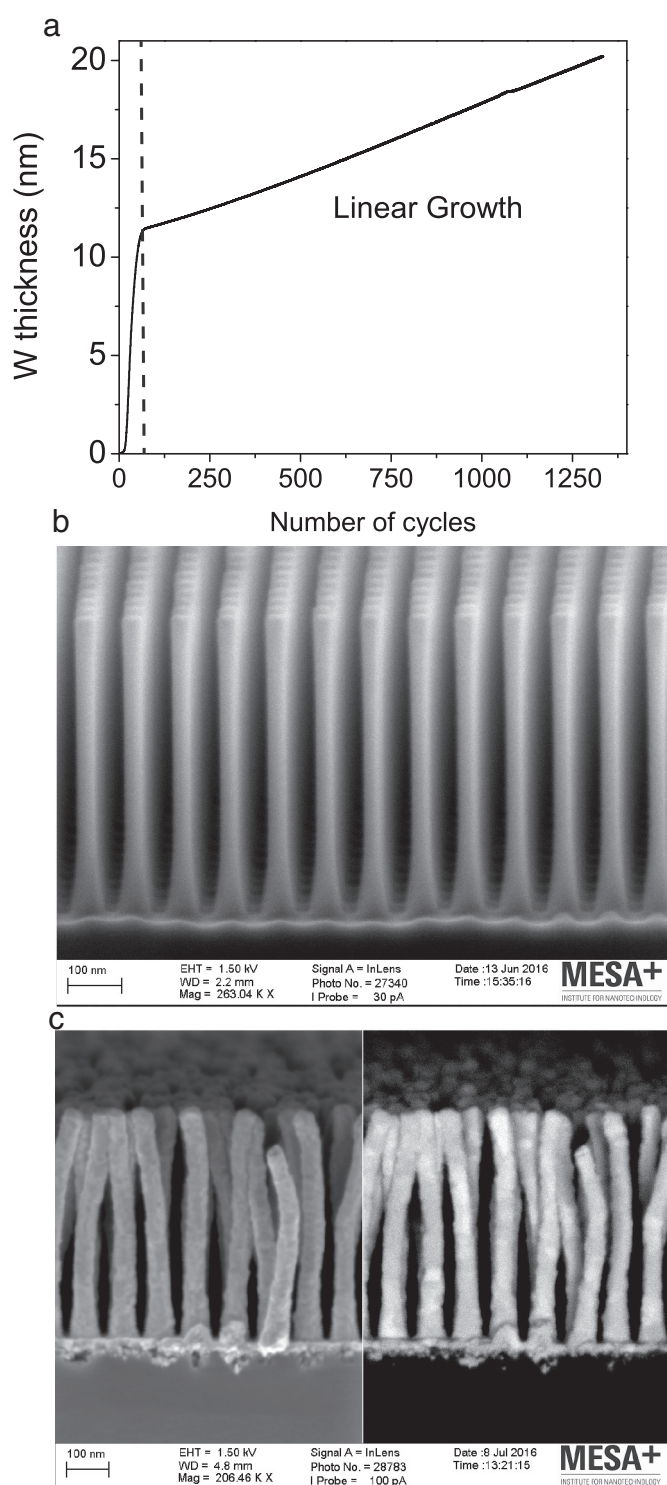 a
W thickness (nm)
20
15
10
5
0
Linear Growth
0 250 500 750 1000 1250
Number of cycles
b
100 nm
EHT = 1.50 kV
WD = 2.2 mm
Mag = 263.04 K X
Signal A = InLens
Photo No. = 27340
I Probe = 30 pA
Date :13 Jun 2016
Time :15:35:16
MESA+
INSTITUTE FOR NANOTECHNOLOGY
c
100 nm
EHT = 1.50 kV
WD = 4.8 mm
Mag = 206.46 K X
Signal A = InLens
Photo No. = 28783
I Probe = 100 pA
Date :8 Jul 2016
Time :13:21:15
MESA+
INSTITUTE FOR NANOTECHNOLOGY